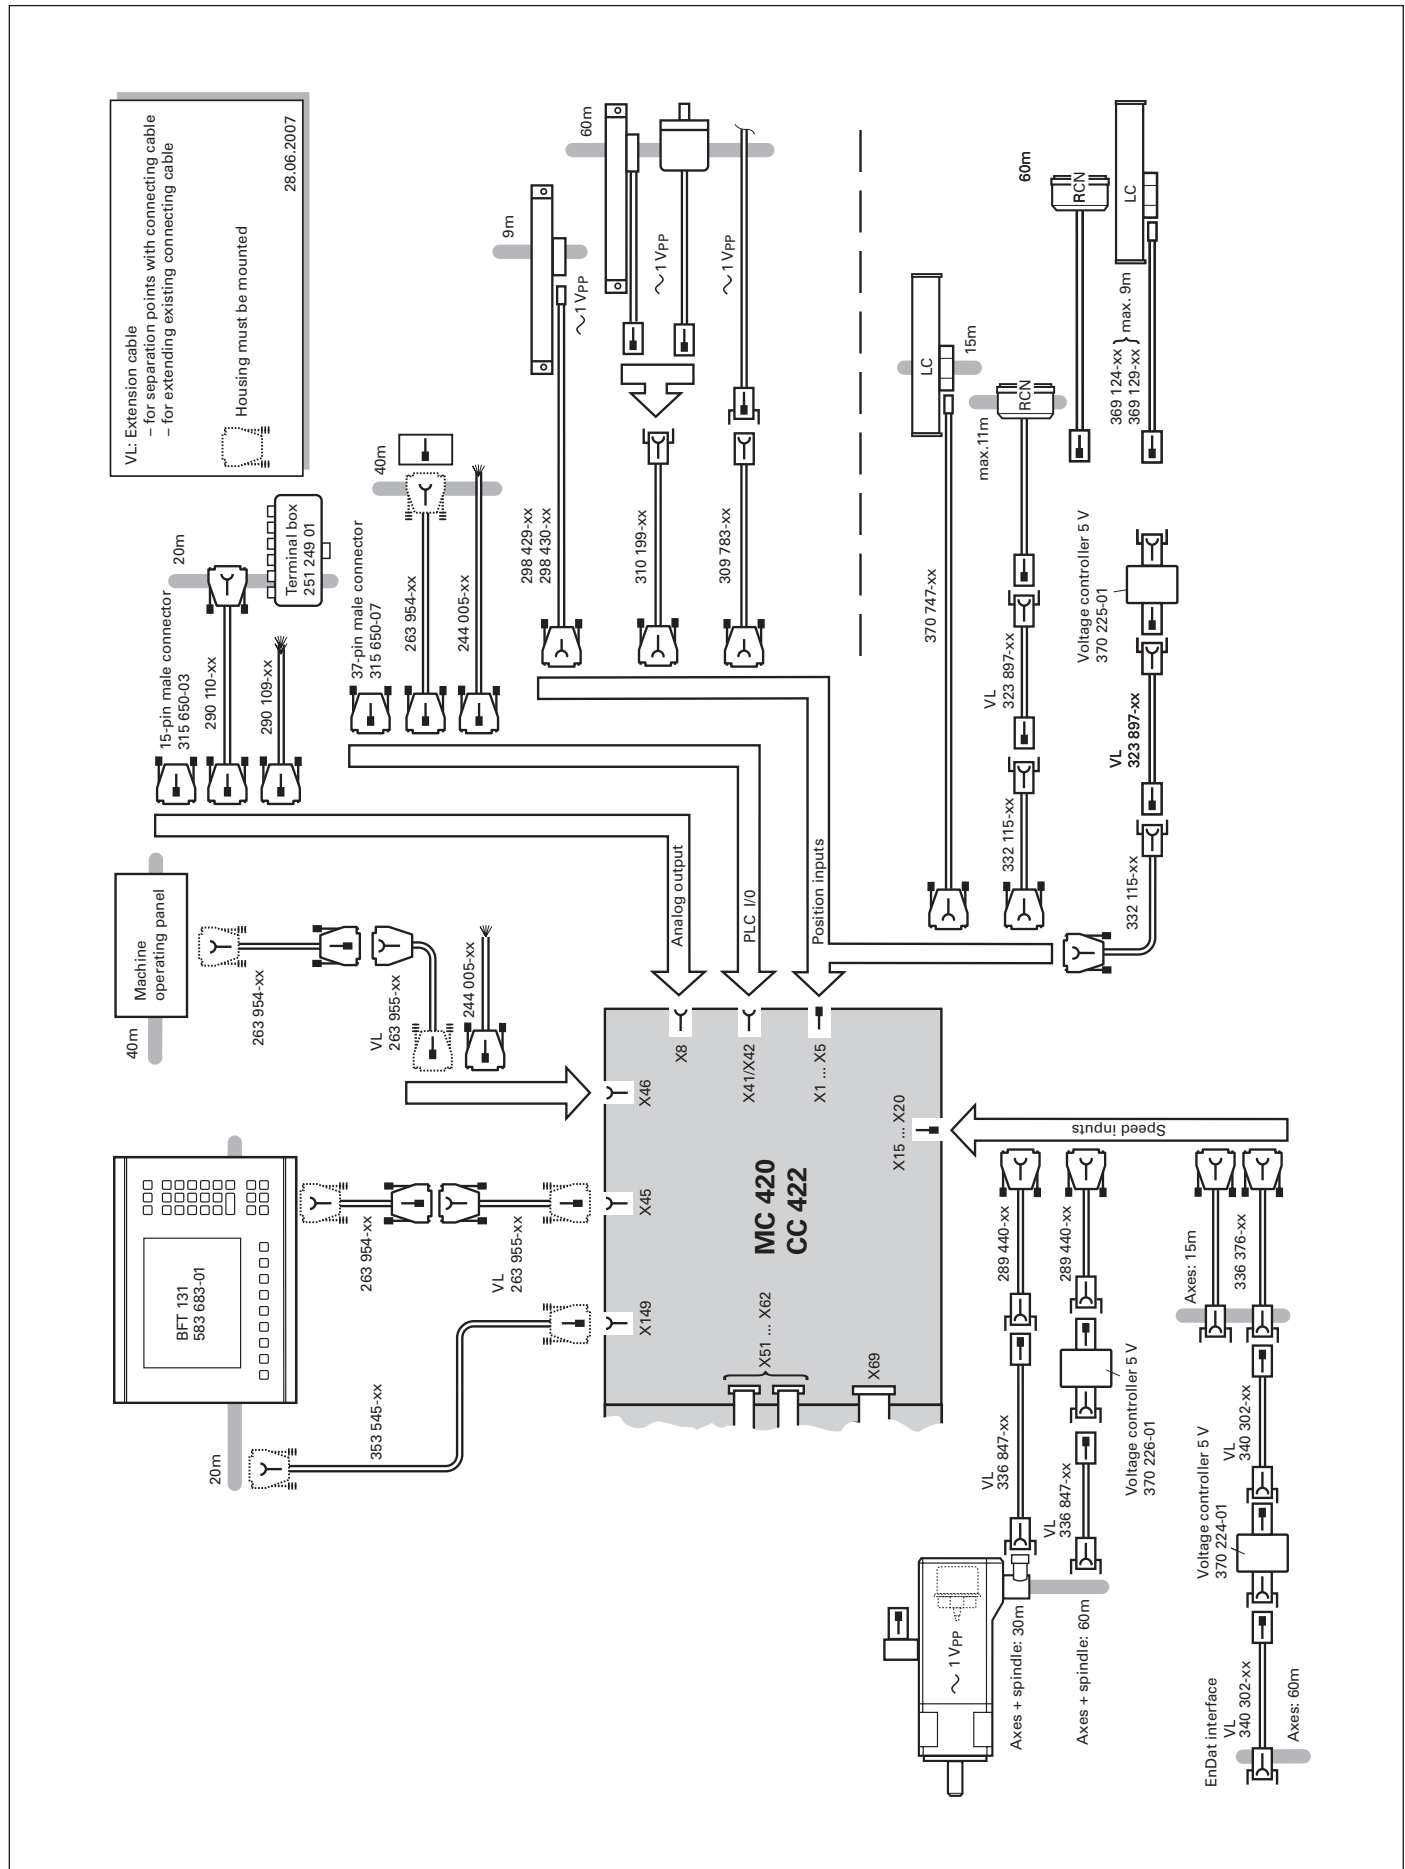 VL: Extension cable
– for separation points with connecting cable
– for extending existing connecting cable
Housing must be mounted
28.06.2007
15-pin male connector
315 650-03
290 110-xx
290 109-xx
20m
Terminal box
251 249 01
37-pin male connector
315 650-07
263 954-xx
244 005-xx
40m
298 429-xx
298 430-xx
9m
~ 1 VPP
310 199-xx
60m
~ 1 VPP
309 783-xx
~ 1 VPP
370 747-xx
LC
15m
332 115-xx
VL
323 897-xx
max.11m
RCN
332 115-xx
VL
323 897-xx
Voltage controller 5 V
370 225-01
60m
RCN
369 124-xx
369 129-xx
max. 9m
LC
Machine
operating panel
40m
263 954-xx
VL
263 955-xx
244 005-xx
Analog output
PLC I/0
Position inputs
BFT 131
583 683-01
20m
353 545-xx
263 954-xx
VL
263 955-xx
X149
X45
X46
X8
X41/X42
X1 ... X5
X15 ... X20
MC 420
CC 422
X51 ... X62
X69
Speed inputs
289 440-xx
VL
336 847-xx
~ 1 VPP
Axes + spindle: 30m
289 440-xx
Voltage controller 5 V
370 226-01
VL
336 847-xx
Axes + spindle: 60m
Axes: 15m
336 376-xx
VL
340 302-xx
Voltage controller 5 V
370 224-01
EnDat interface
VL
340 302-xx
Axes: 60m